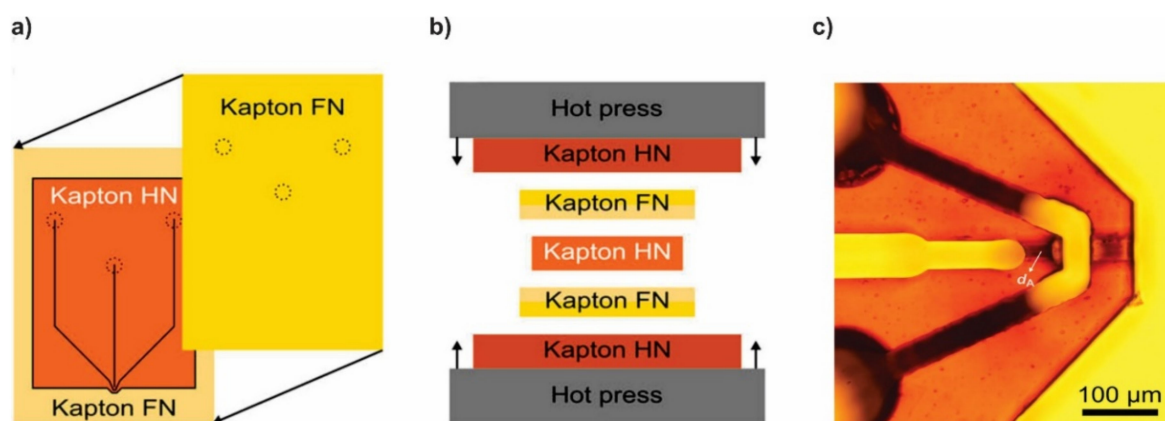 a)
Kapton FN
Kapton HN
Kapton FN
b)
Hot press
Kapton HN
Kapton FN
Kapton HN
Kapton FN
Kapton HN
Hot press
c)
dA
100 μm